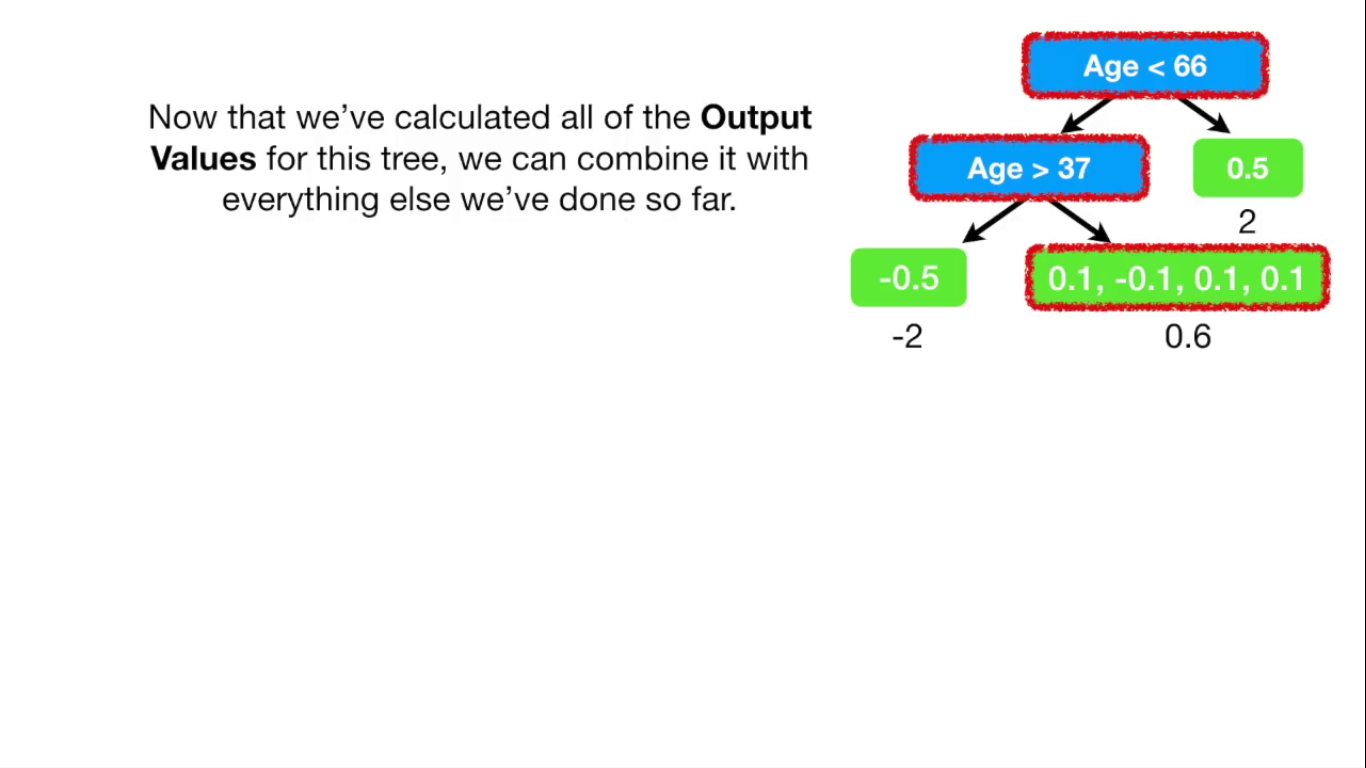 Age < 66
Now that we've calculated all of the Output
Values for this tree, we can combine it with
everything else we've done so far.
Age > 37
0.5
2
-0.5
0.1, -0.1, 0.1, 0.1
-2
0.6